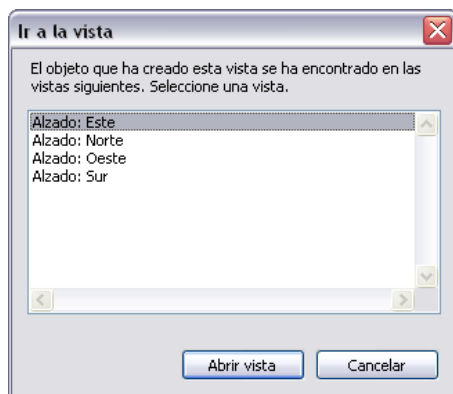 Ir a la vista
El objeto que ha creado esta vista se ha encontrado en las
vistas siguientes. Seleccione una vista.
Alzado: Este
Alzado: Norte
Alzado: Oeste
Alzado: Sur
Abrir vista
Cancelar